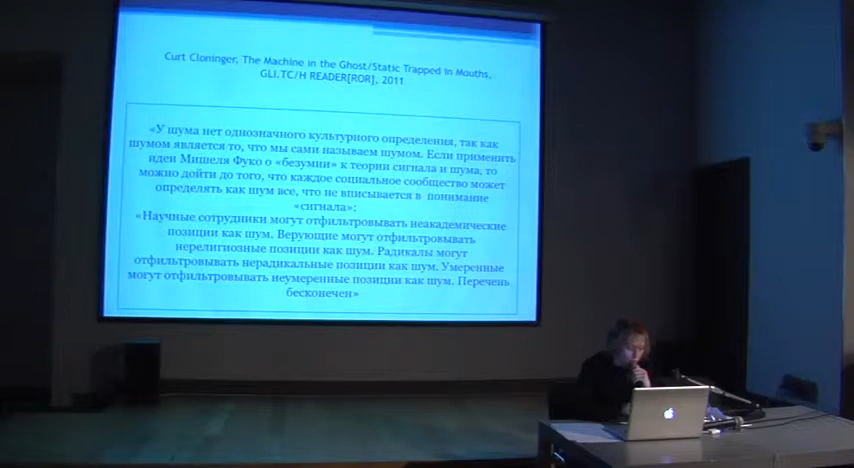 Curt Cloninger, The Machine in the Ghost/Static Trapped in Mouths,
GLI.TC/H READER[ROR], 2011
«У шума нет однозначного культурного определения, так как
шумом является то, что мы сами называем шумом. Если применить
идеи Мишеля Фуко о «безумии» к теории сигнала и шума, то
можно дойти до того, что каждое социальное сообщество может
определять как шум все, что не вписывается в понимание
«сигнала»:
«Научные сотрудники могут отфильтровывать неакадемические
позиции как шум. Верующие могут отфильтровывать
нерелигиозные позиции как шум. Радикалы могут
отфильтровывать нерадикальные позиции как шум. Умеренные
могут отфильтровывать неумеренные позиции как шум. Перечень
бесконечен»